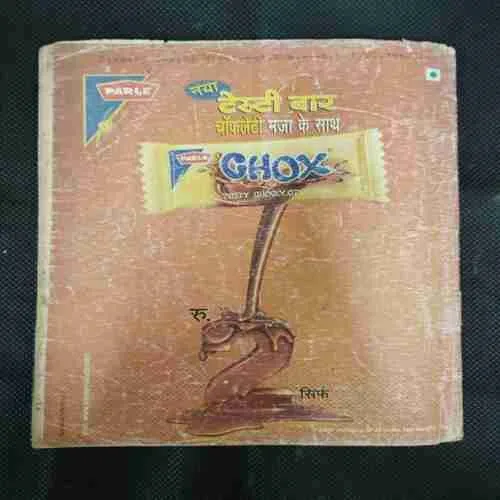 PARLE
नया
टेस्टी बार
चॉकलेटी मजा के साथ
PARLE
CHOX
रु.
2
सिर्फ